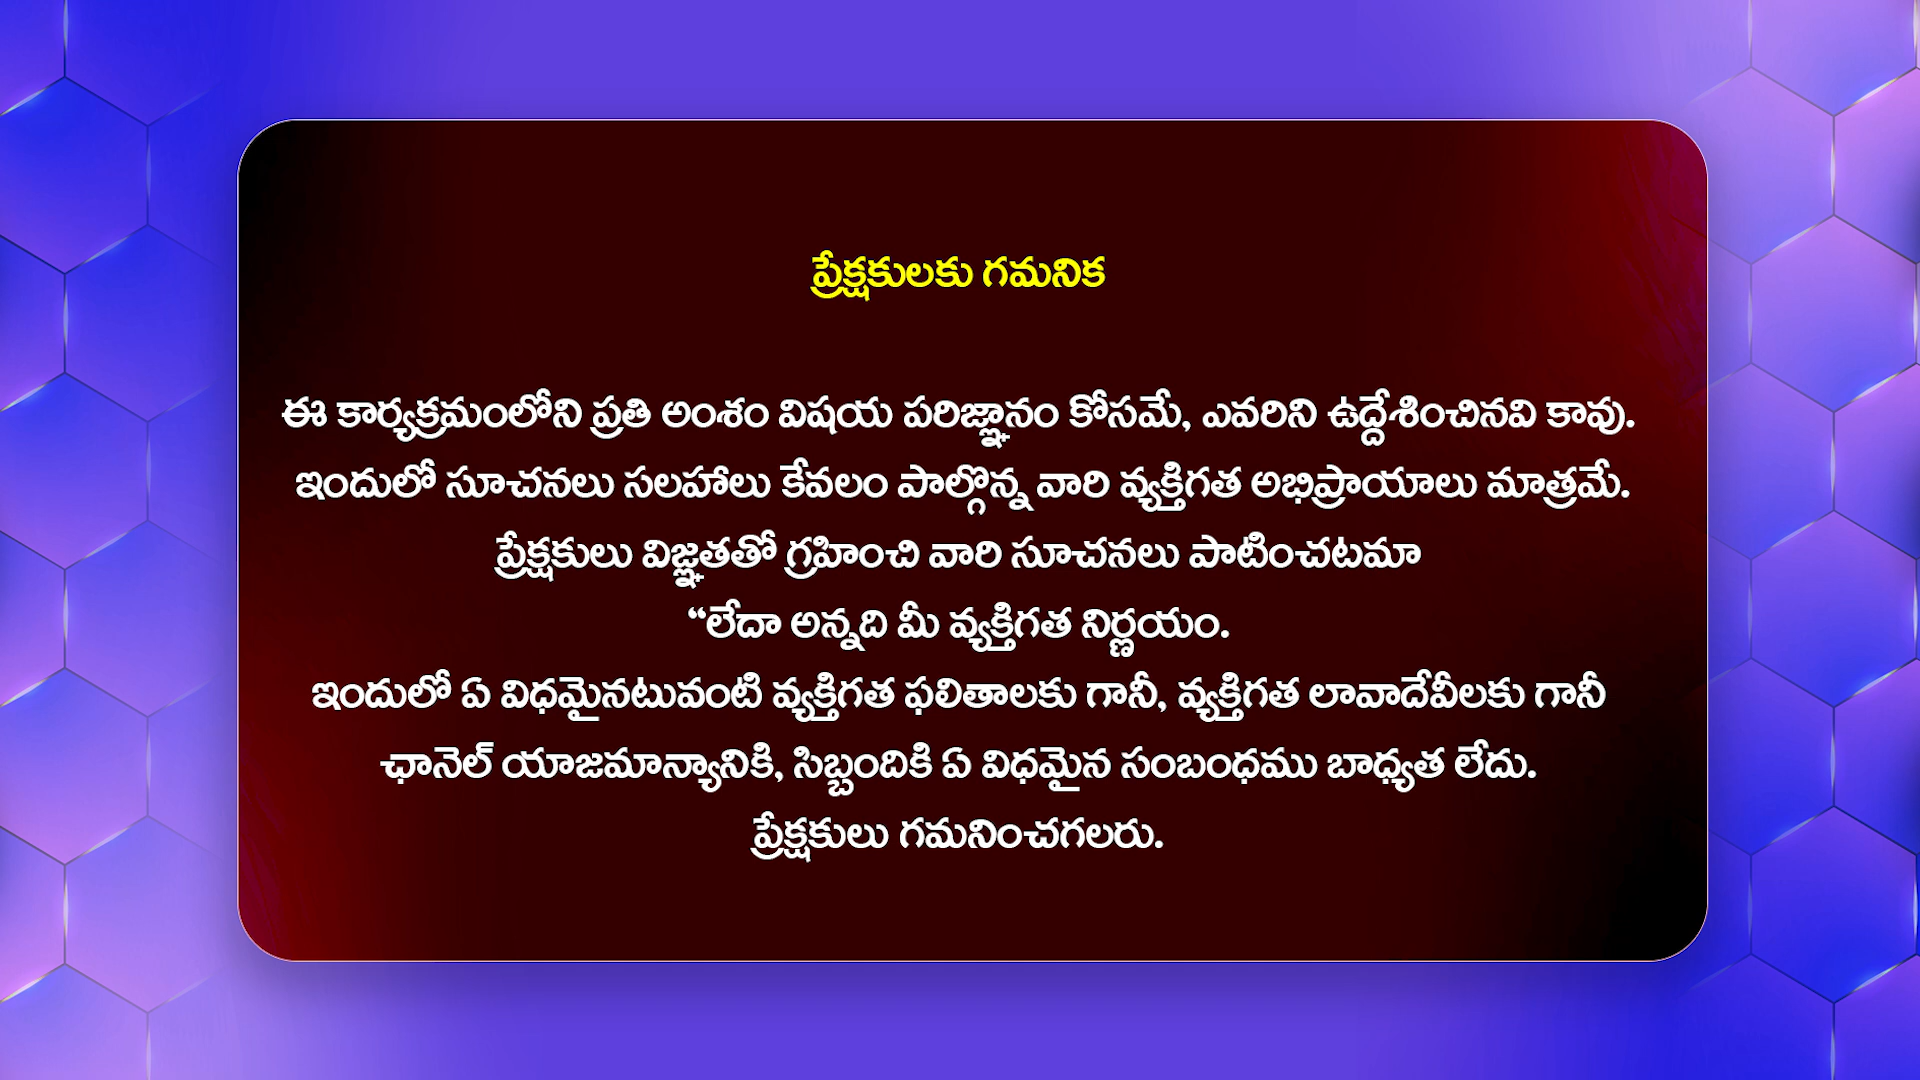 ప్రేక్షకులకు గమనిక
ఈ కార్యక్రమంలోని ప్రతి అంశం విషయ పరిజ్ఞానం కోసమే, ఎవరిని ఉద్దేశించినవి కావు.
ఇందులో సూచనలు సలహాలు కేవలం పాల్గొన్న వారి వ్యక్తిగత అభిప్రాయాలు మాత్రమే.
ప్రేక్షకులు విజ్ఞతతో గ్రహించి వారి సూచనలు పాటించటమా
“లేదా అన్నది మీ వ్యక్తిగత నిర్ణయం.
ఇందులో ఏ విధమైనటువంటి వ్యక్తిగత ఫలితాలకు గానీ, వ్యక్తిగత లావాదేవీలకు గానీ
ఛానెల్ యాజమాన్యానికి, సిబ్బందికి ఏ విధమైన సంబంధము బాధ్యత లేదు.
ప్రేక్షకులు గమనించగలరు.